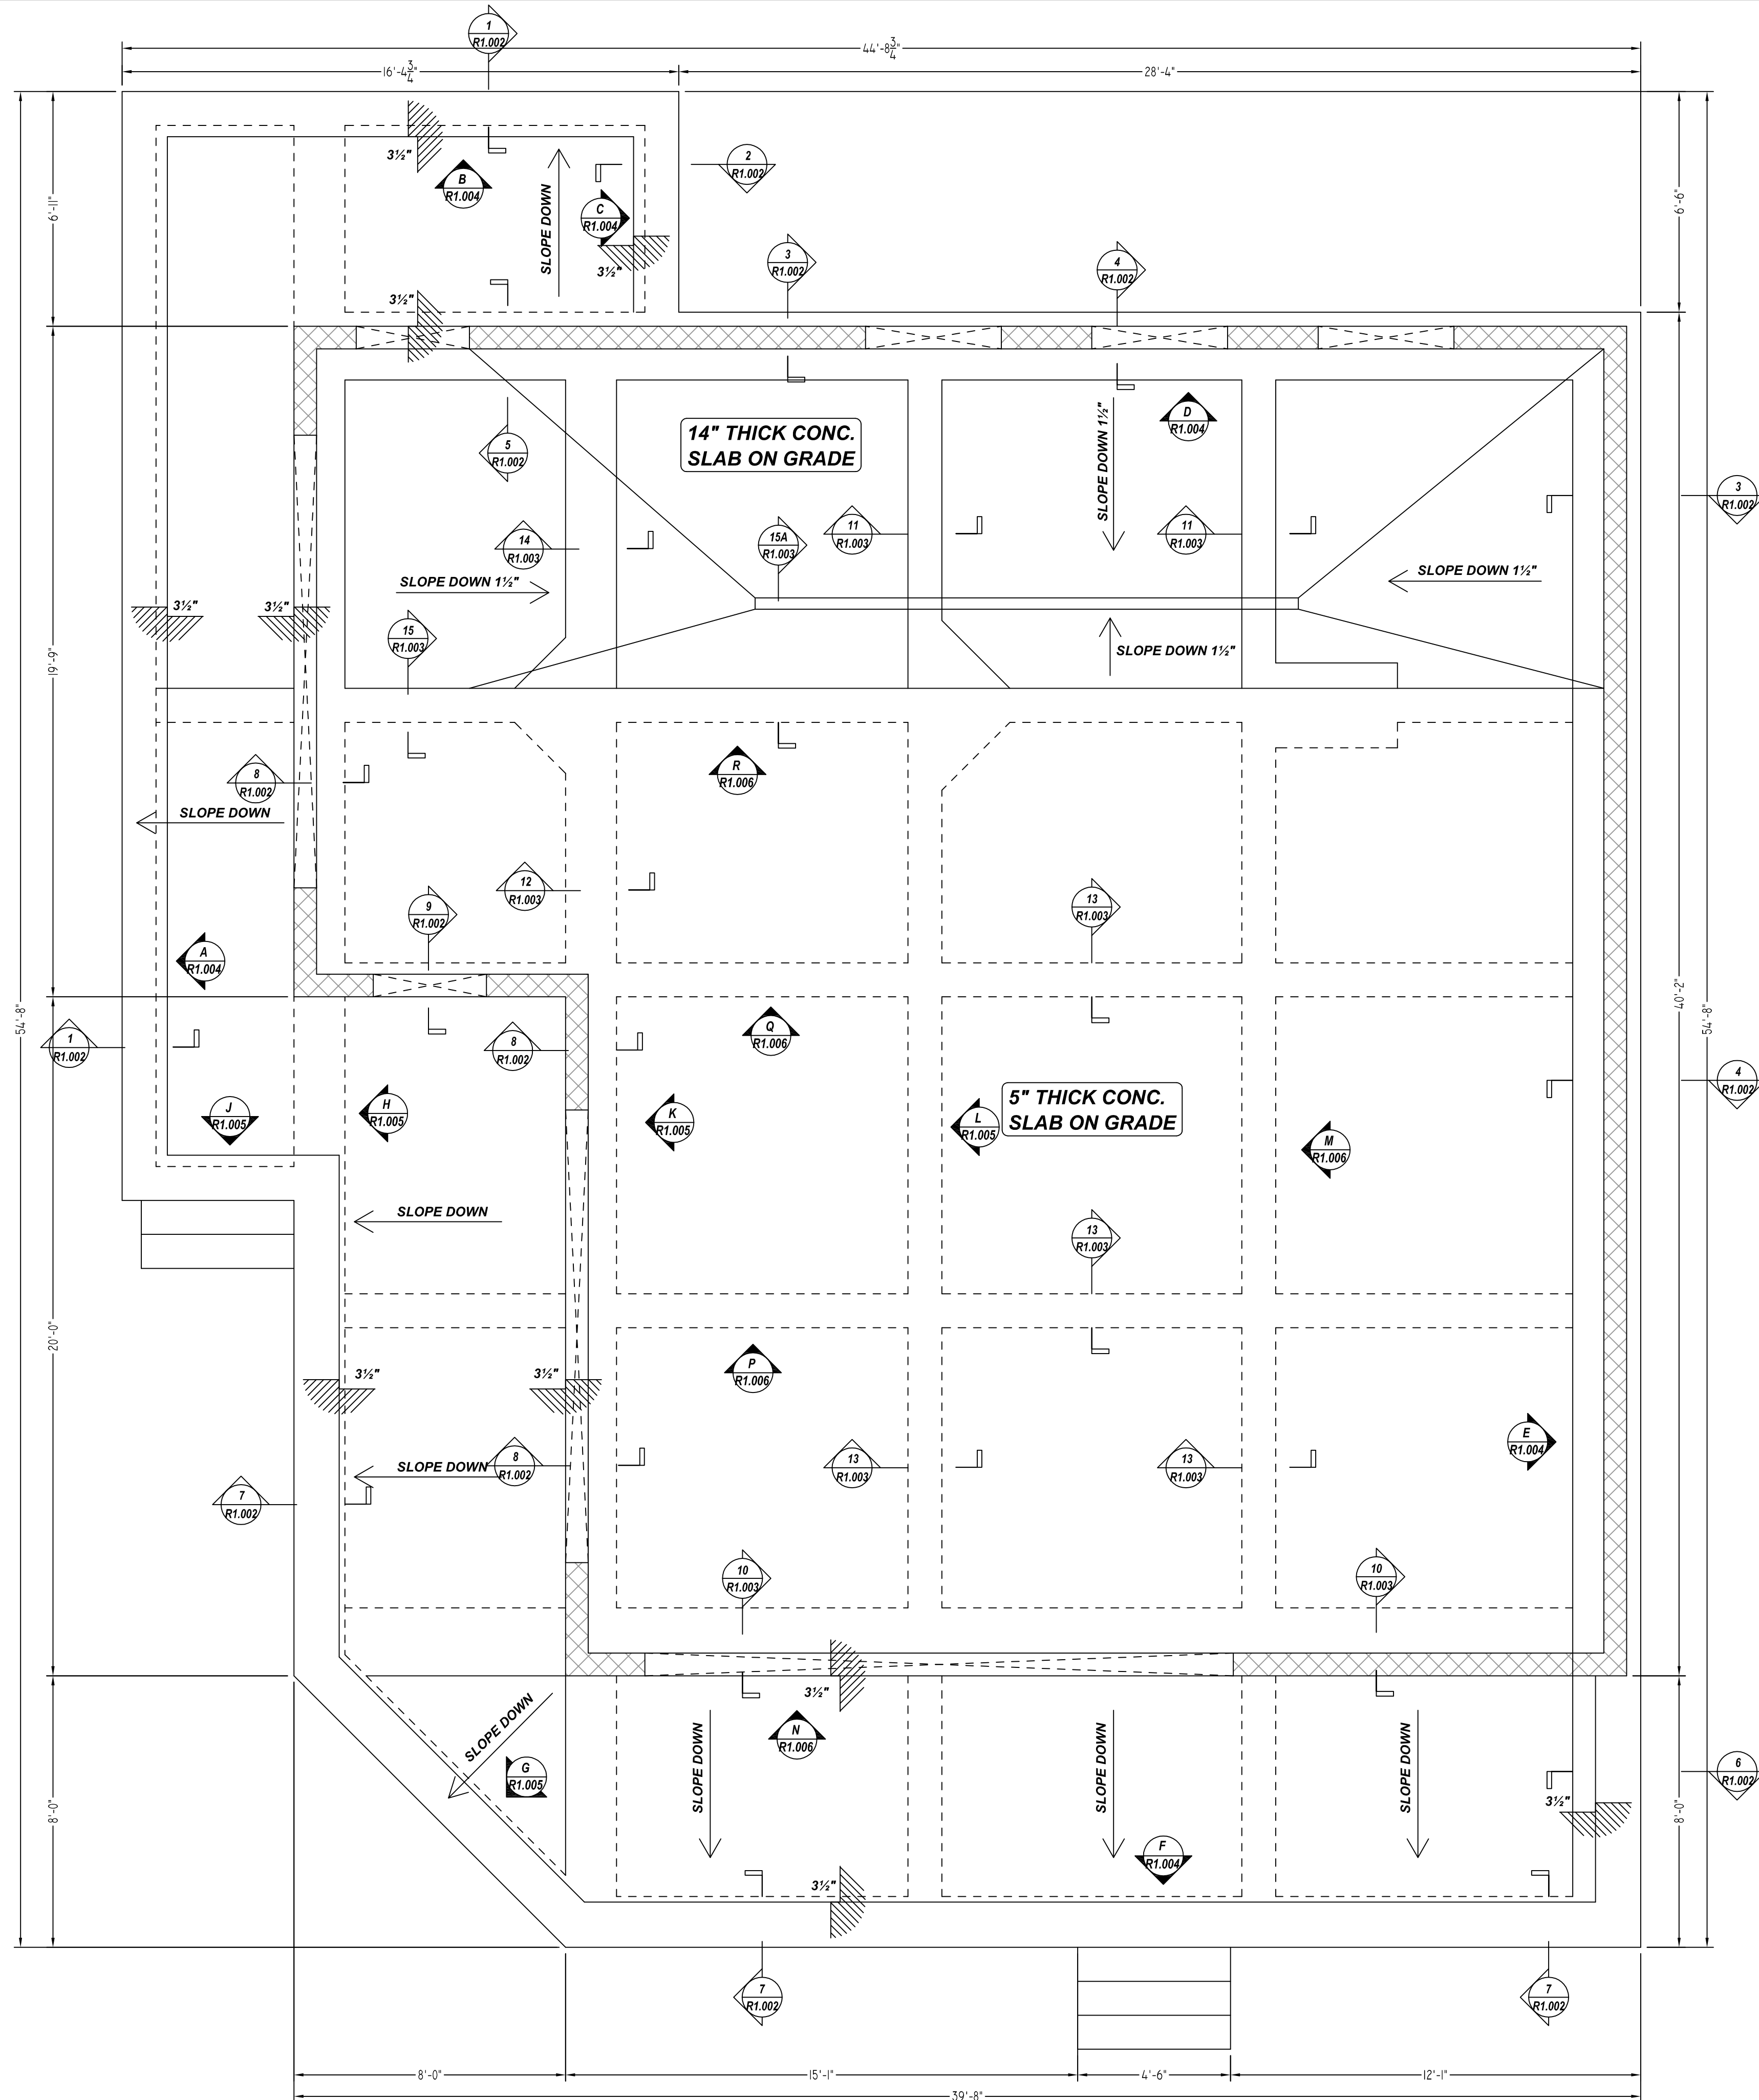 1
R1.002
44'-8 3/4"
16'-4 3/4"
28'-4"
3½"
B
R1.004
SLOPE DOWN
C
R1.004
3½"
2
R1.002
6'-11"
6'-6"
3
R1.002
4
R1.002
3½"
14" THICK CONC.
SLAB ON GRADE
5
R1.002
D
R1.004
SLOPE DOWN 1½"
3
R1.002
14
R1.003
15A
R1.003
11
R1.003
11
R1.003
SLOPE DOWN 1½"
SLOPE DOWN 1½"
3½"
3½"
15
R1.003
SLOPE DOWN 1½"
19'-9"
8
R1.002
R
R1.006
SLOPE DOWN
12
R1.003
9
R1.002
13
R1.003
A
R1.004
54'-8"
40'-2"
54'-8"
1
R1.002
8
R1.002
Q
R1.006
4
R1.002
J
R1.005
H
R1.005
K
R1.005
L
R1.005
5" THICK CONC.
SLAB ON GRADE
M
R1.006
SLOPE DOWN
13
R1.003
20'-0"
3½"
3½"
P
R1.006
E
R1.004
SLOPE DOWN
8
R1.002
13
R1.003
13
R1.003
7
R1.002
10
R1.003
10
R1.003
3½"
SLOPE DOWN
N
R1.006
SLOPE DOWN
SLOPE DOWN
SLOPE DOWN
G
R1.005
6
R1.002
8'-0"
3½"
8'-0"
F
R1.004
3½"
7
R1.002
7
R1.002
8'-0"
15'-1"
4'-6"
12'-1"
39'-8"